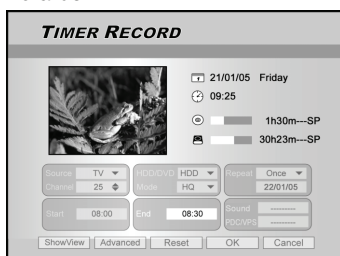 TIMER RECORD
21/01/05 Friday
09:25
1h30m---SP
30h23m---SP
Source TV HDD/DVD HDD Repeat Once
Channel 25 Mode HQ 22/01/05
Start 08:00 End 08:30 Sound ----------
PDC/VPS ----------
ShowView Advanced Reset OK Cancel